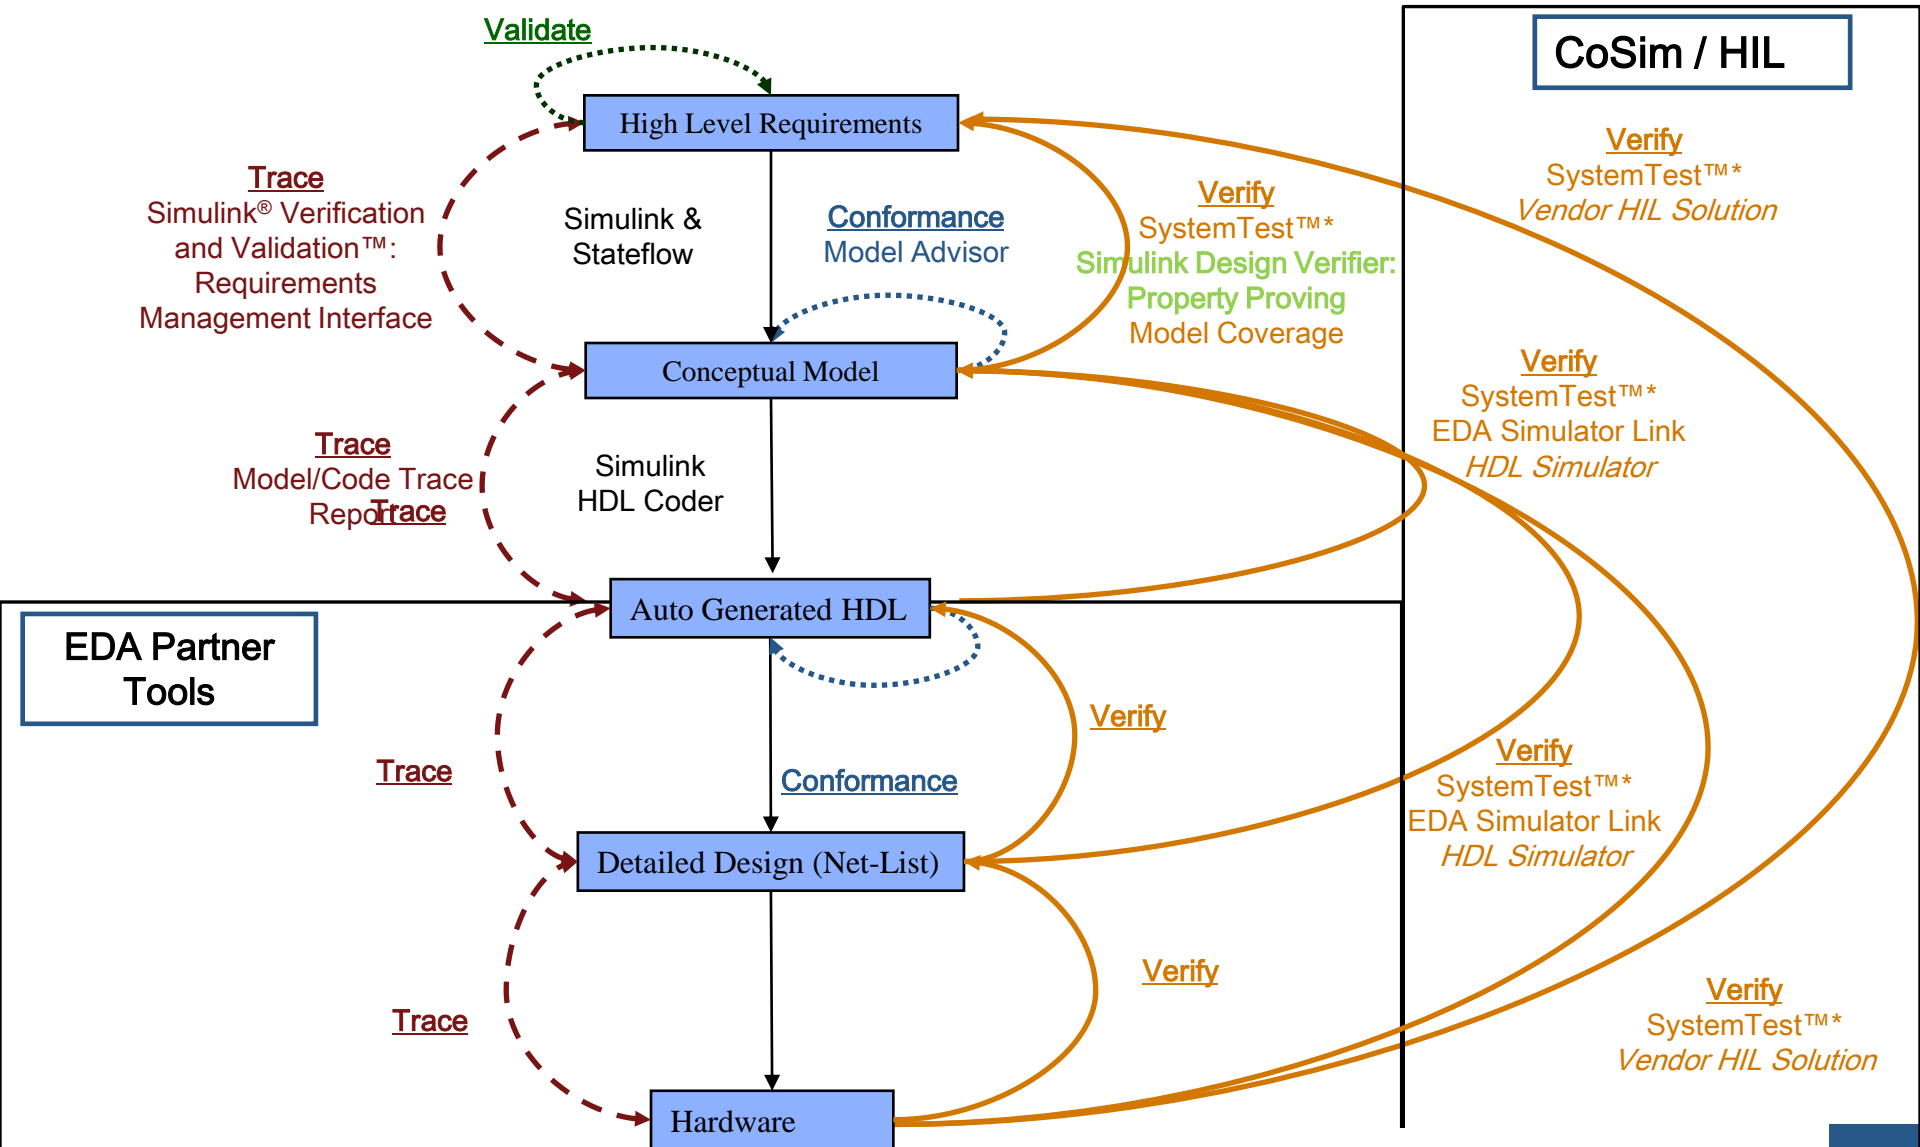 Validate
CoSim / HIL
High Level Requirements
Verify
SystemTest™*
Vendor HIL Solution
Trace
Simulink® Verification
and Validation™:
Requirements
Management Interface
Simulink &
Stateflow
Conformance
Model Advisor
Verify
SystemTest™*
Simulink Design Verifier:
Property Proving
Model Coverage
Conceptual Model
Verify
SystemTest™*
EDA Simulator Link
HDL Simulator
Trace
Model/Code Trace
Report
Trace
Simulink
HDL Coder
Auto Generated HDL
EDA Partner
Tools
Verify
Trace
Conformance
Verify
SystemTest™*
EDA Simulator Link
HDL Simulator
Detailed Design (Net-List)
Verify
Trace
Verify
SystemTest™*
Vendor HIL Solution
Hardware